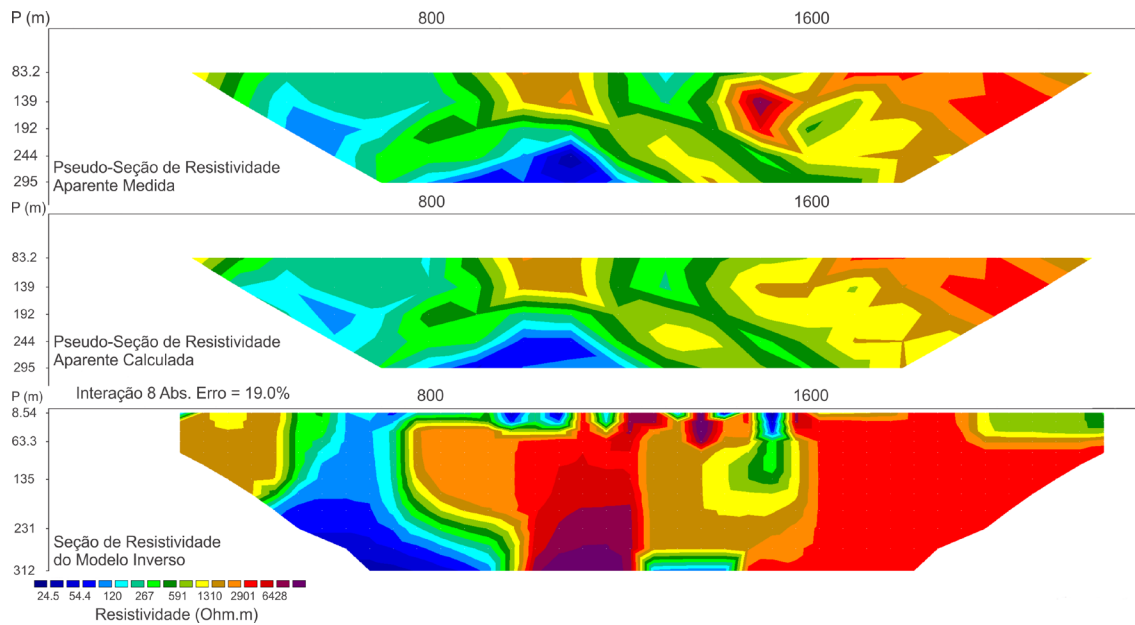 P (m) 800 1600
83.2
139
192
244
295
Pseudo-Seção de Resistividade
Aparente Medida
P (m) 800 1600
83.2
139
192
244
295
Pseudo-Seção de Resistividade
Aparente Calculada
Interação 8 Abs. Erro = 19.0%
P (m) 800 1600
8.54
63.3
135
231
312
Seção de Resistividade
do Modelo Inverso
24.5 54.4 120 267 591 1310 2901 6428
Resistividade (Ohm.m)